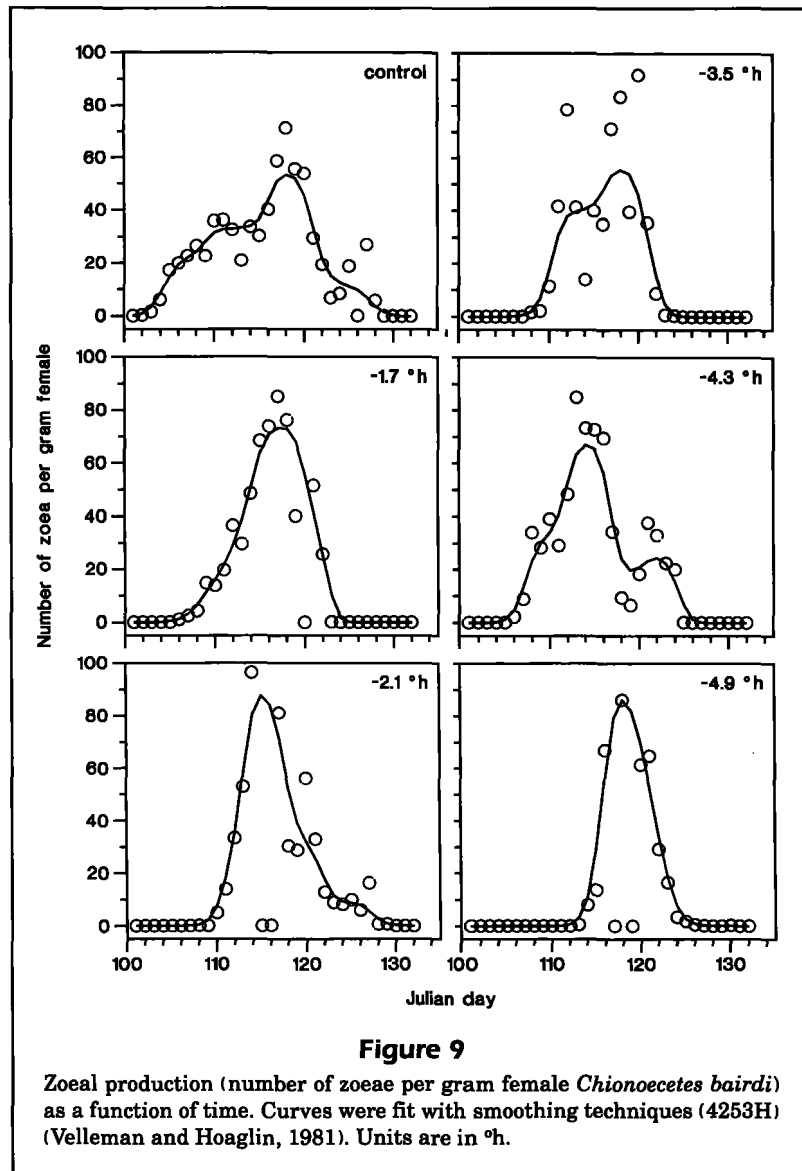 control
-3.5 °h
100
80
60
40
20
0
-1.7 °h
-4.3 °h
100
80
60
40
20
0
Number of zoea per gram female
-2.1 °h
-4.9 °h
100
80
60
40
20
0
100 110 120 130 100 110 120 130
Julian day
Figure 9
Zoeal production (number of zoeae per gram female Chionoecetes bairdi)
as a function of time. Curves were fit with smoothing techniques (4253H)
(Velleman and Hoaglin, 1981). Units are in °h.